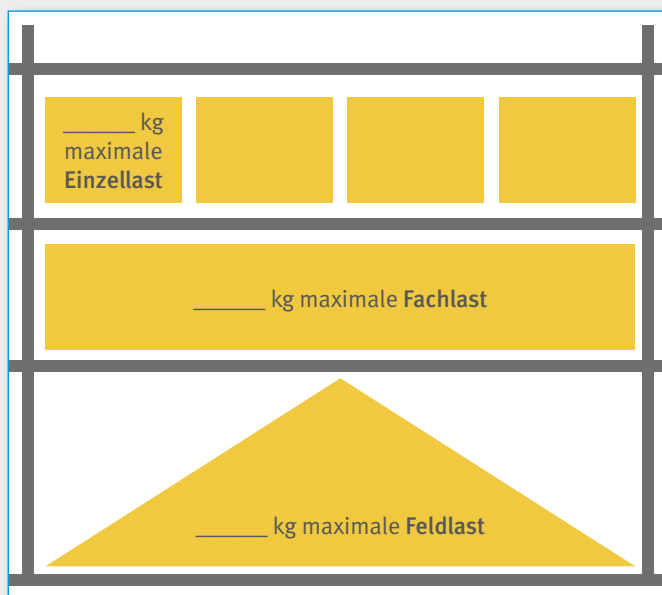 ______ kg
maximale
Einzellast
______ kg maximale Fachlast
______ kg maximale Feldlast